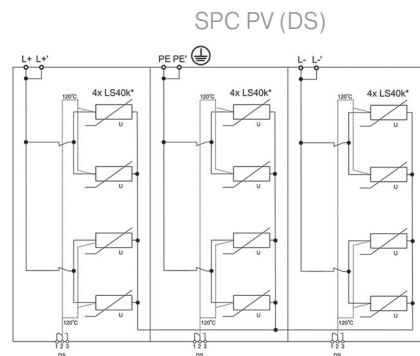 SPC PV (DS)
L+ L+' PE PE' L- L-'
120°C 4x LS40k* 120°C 4x LS40k* 120°C 4x LS40k*
U U U
U U U
U U U
U U U
120°C 120°C 120°C
1 2 3 1 2 3 1 2 3
DS DS DS